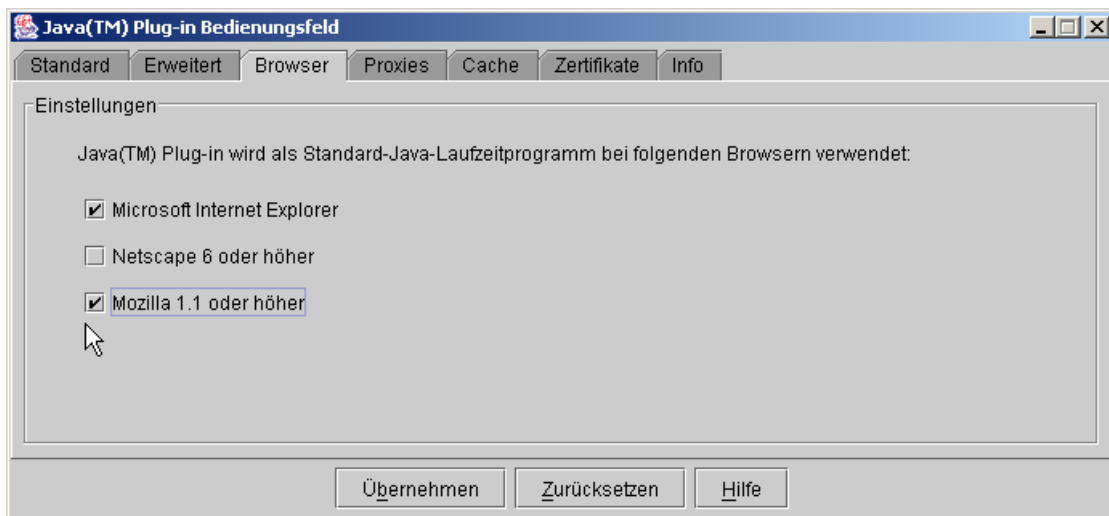 Java(TM) Plug-in Bedienungsfeld
Standard Erweitert Browser Proxies Cache Zertifikate Info
Einstellungen
Java(TM) Plug-in wird als Standard-Java-Laufzeitprogramm bei folgenden Browsern verwendet:
Microsoft Internet Explorer
Netscape 6 oder höher
Mozilla 1.1 oder höher
Übernehmen Zurücksetzen Hilfe